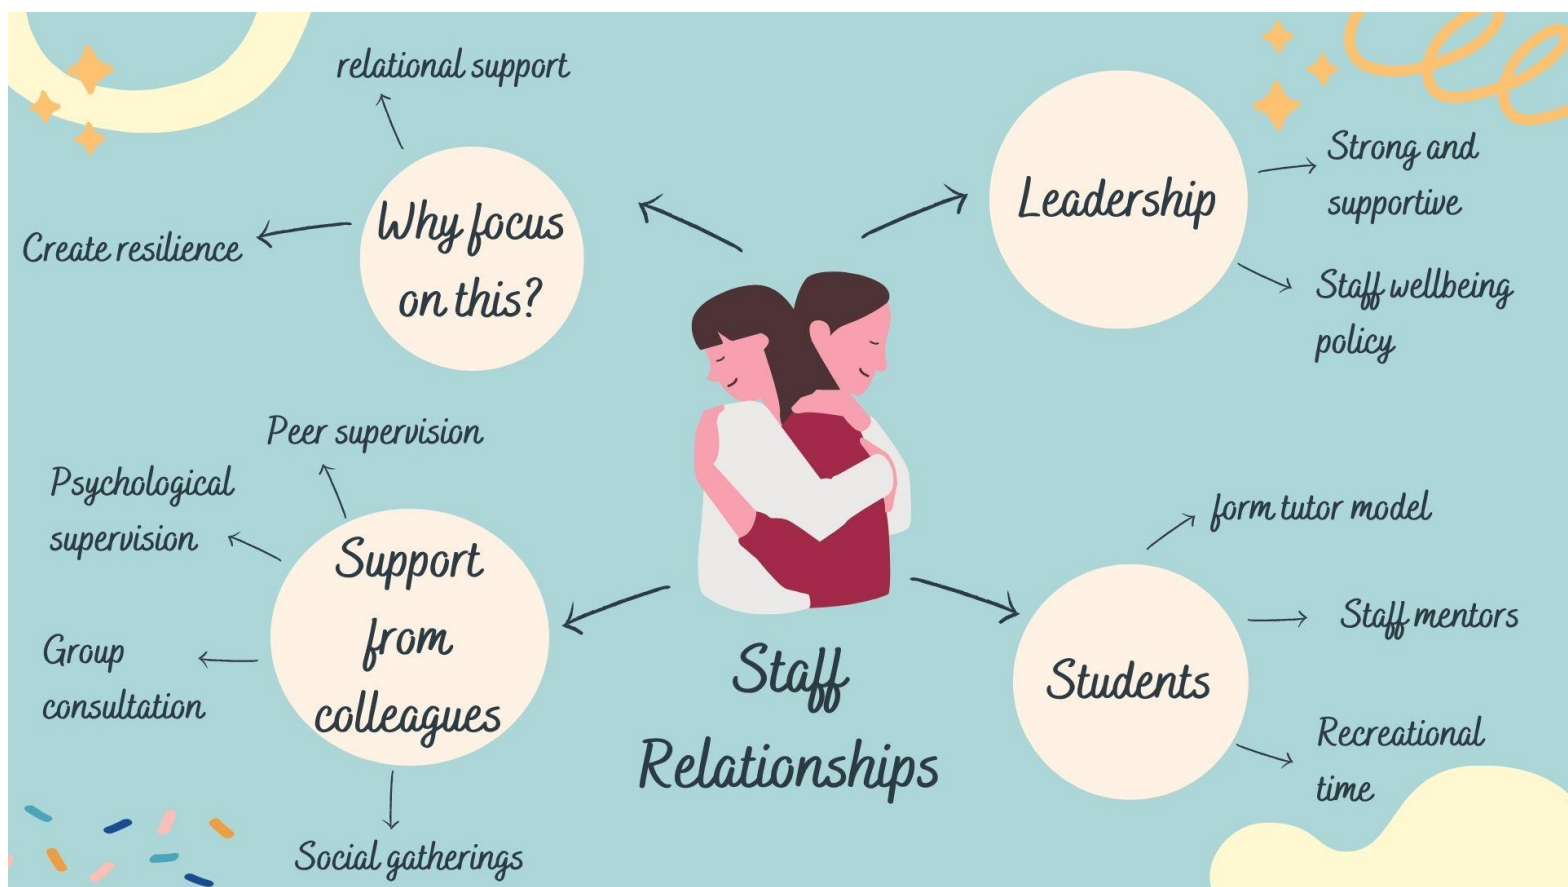 relational support
Why focus
on this?
Create resilience
Leadership
Strong and
supportive
Staff wellbeing
policy
Peer supervision
Psychological
supervision
Support
from
colleagues
Group
consultation
Social gatherings
Staff
Relationships
form tutor model
Students
Staff mentors
Recreational
time